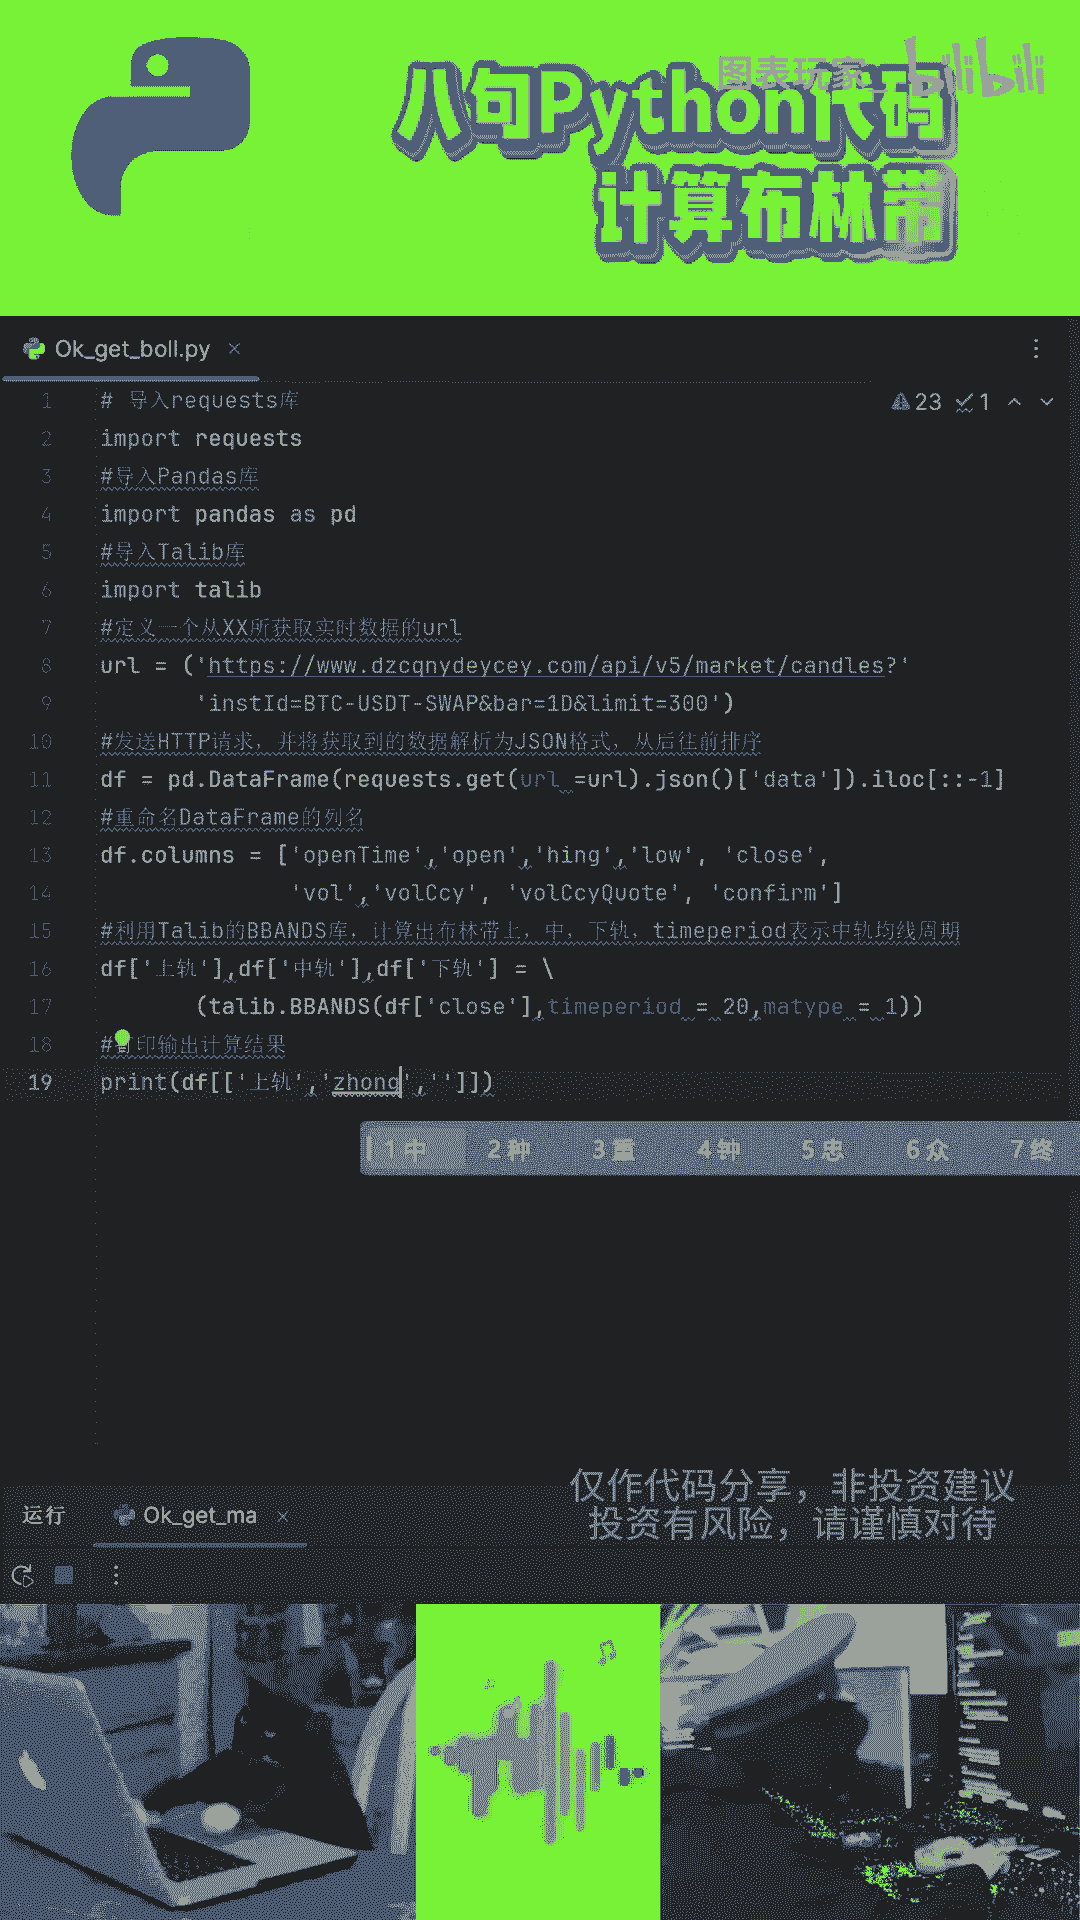 图表玩家_ bilibili
八句Python代码
计算布林带
Ok_get_boll.py
23 1
1 # 导入requests库
2 import requests
3 #导入Pandas库
4 import pandas as pd
5 #导入Talib库
6 import talib
7 #定义一个从XX所获取实时数据的url
8 url = ('https://www.dzcqnydeycey.com/api/v5/market/candles?'
9 'instId=BTC-USDT-SWAP&bar=1D&limit=300')
10 #发送HTTP请求，并将获取到的数据解析为JSON格式，从后往前排序
11 df = pd.DataFrame(requests.get(url =url).json()['data']).iloc[::-1]
12 #重命名DataFrame的列名
13 df.columns = ['openTime','open','hing','low', 'close',
14 'vol','volCcy', 'volCcyQuote', 'confirm']
15 #利用Talib的BBANDS库，计算出布林带上，中，下轨，timeperiod表示中轨均线周期
16 df['上轨'],df['中轨'],df['下轨'] = \
17 (talib.BBANDS(df['close'],timeperiod = 20,matype = 1))
18 #打印输出计算结果
19 print(df[['上轨','zhong','']])
1 中 2 种 3 重 4 钟 5 忠 6 众 7 终
仅作代码分享，非投资建议
投资有风险，请谨慎对待
运行 Ok_get_ma